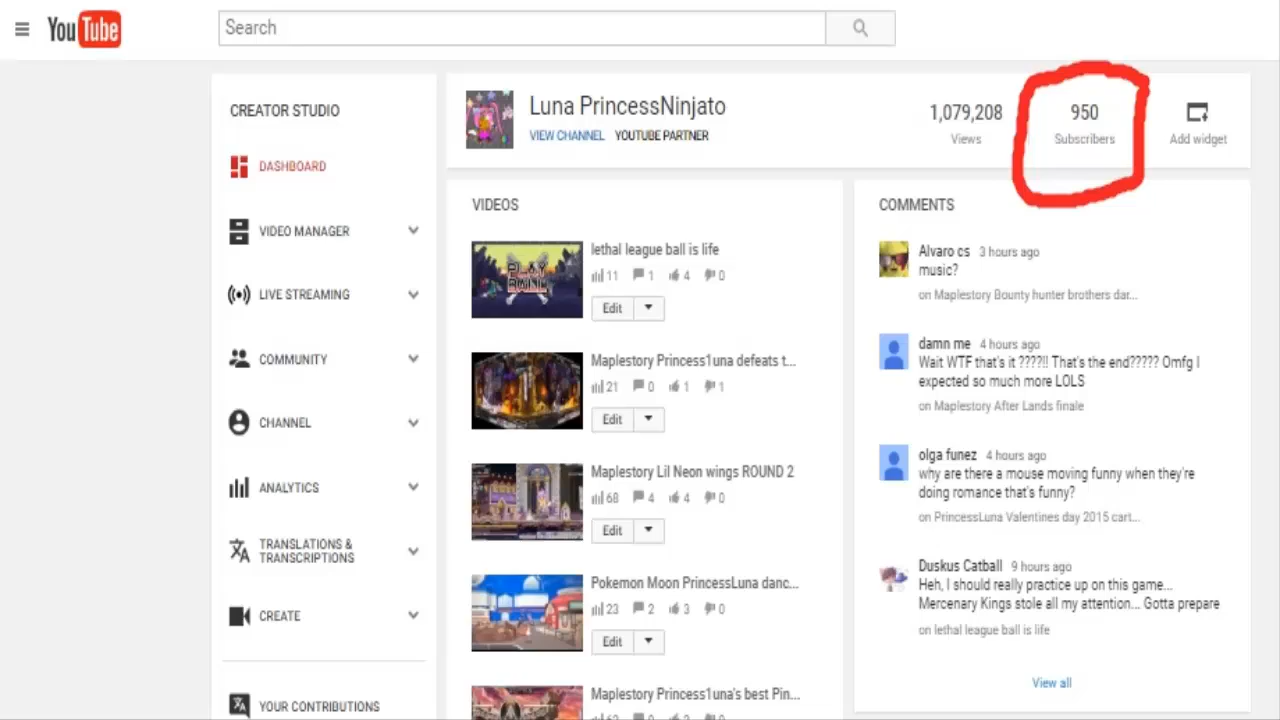 YouTube
Search
CREATOR STUDIO
DASHBOARD
VIDEO MANAGER
LIVE STREAMING
COMMUNITY
CHANNEL
ANALYTICS
TRANSLATIONS &
TRANSCRIPTIONS
CREATE
YOUR CONTRIBUTIONS
Luna PrincessNinjato
VIEW CHANNEL YOUTUBE PARTNER
1,079,208
Views
950
Subscribers
Add widget
VIDEOS
lethal league ball is life
11 1 4 0
Edit
Maplestory Princess1una defeats t...
21 0 1 1
Edit
Maplestory Lil Neon wings ROUND 2
68 4 4 0
Edit
Pokemon Moon PrincessLuna danc...
23 2 3 0
Edit
Maplestory Princess1una's best Pin...
COMMENTS
Alvaro cs 3 hours ago
music?
on Maplestory Bounty hunter brothers dar...
damn me 4 hours ago
Wait WTF that's it ????!! That's the end????? Omfg I
expected so much more LOLS
on Maplestory After Lands finale
olga funez 4 hours ago
why are there a mouse moving funny when they're
doing romance that's funny?
on PrincessLuna Valentines day 2015 cart...
Duskus Catball 9 hours ago
Heh, I should really practice up on this game...
Mercenary Kings stole all my attention... Gotta prepare
on lethal league ball is life
View all